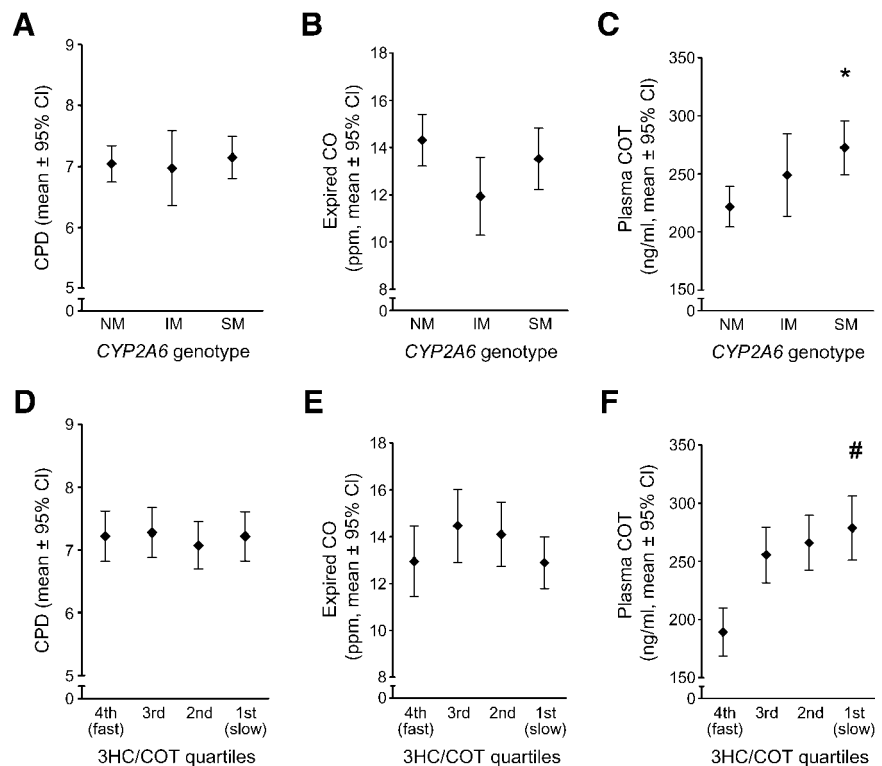 A
CPD (mean ± 95% CI)
9
8
7
6
5
0
NM IM SM
CYP2A6 genotype
B
Expired CO
(ppm, mean ± 95% CI)
18
16
14
12
10
8
0
NM IM SM
CYP2A6 genotype
C
Plasma COT
(ng/ml, mean ± 95% CI)
350
300
250
200
150
0
*
NM IM SM
CYP2A6 genotype
D
CPD (mean ± 95% CI)
9
8
7
6
5
0
4th 3rd 2nd 1st
(fast) (slow)
3HC/COT quartiles
E
Expired CO
(ppm, mean ± 95% CI)
18
16
14
12
10
8
0
4th 3rd 2nd 1st
(fast) (slow)
3HC/COT quartiles
F
Plasma COT
(ng/ml, mean ± 95% CI)
350
300
250
200
150
0
#
4th 3rd 2nd 1st
(fast) (slow)
3HC/COT quartiles